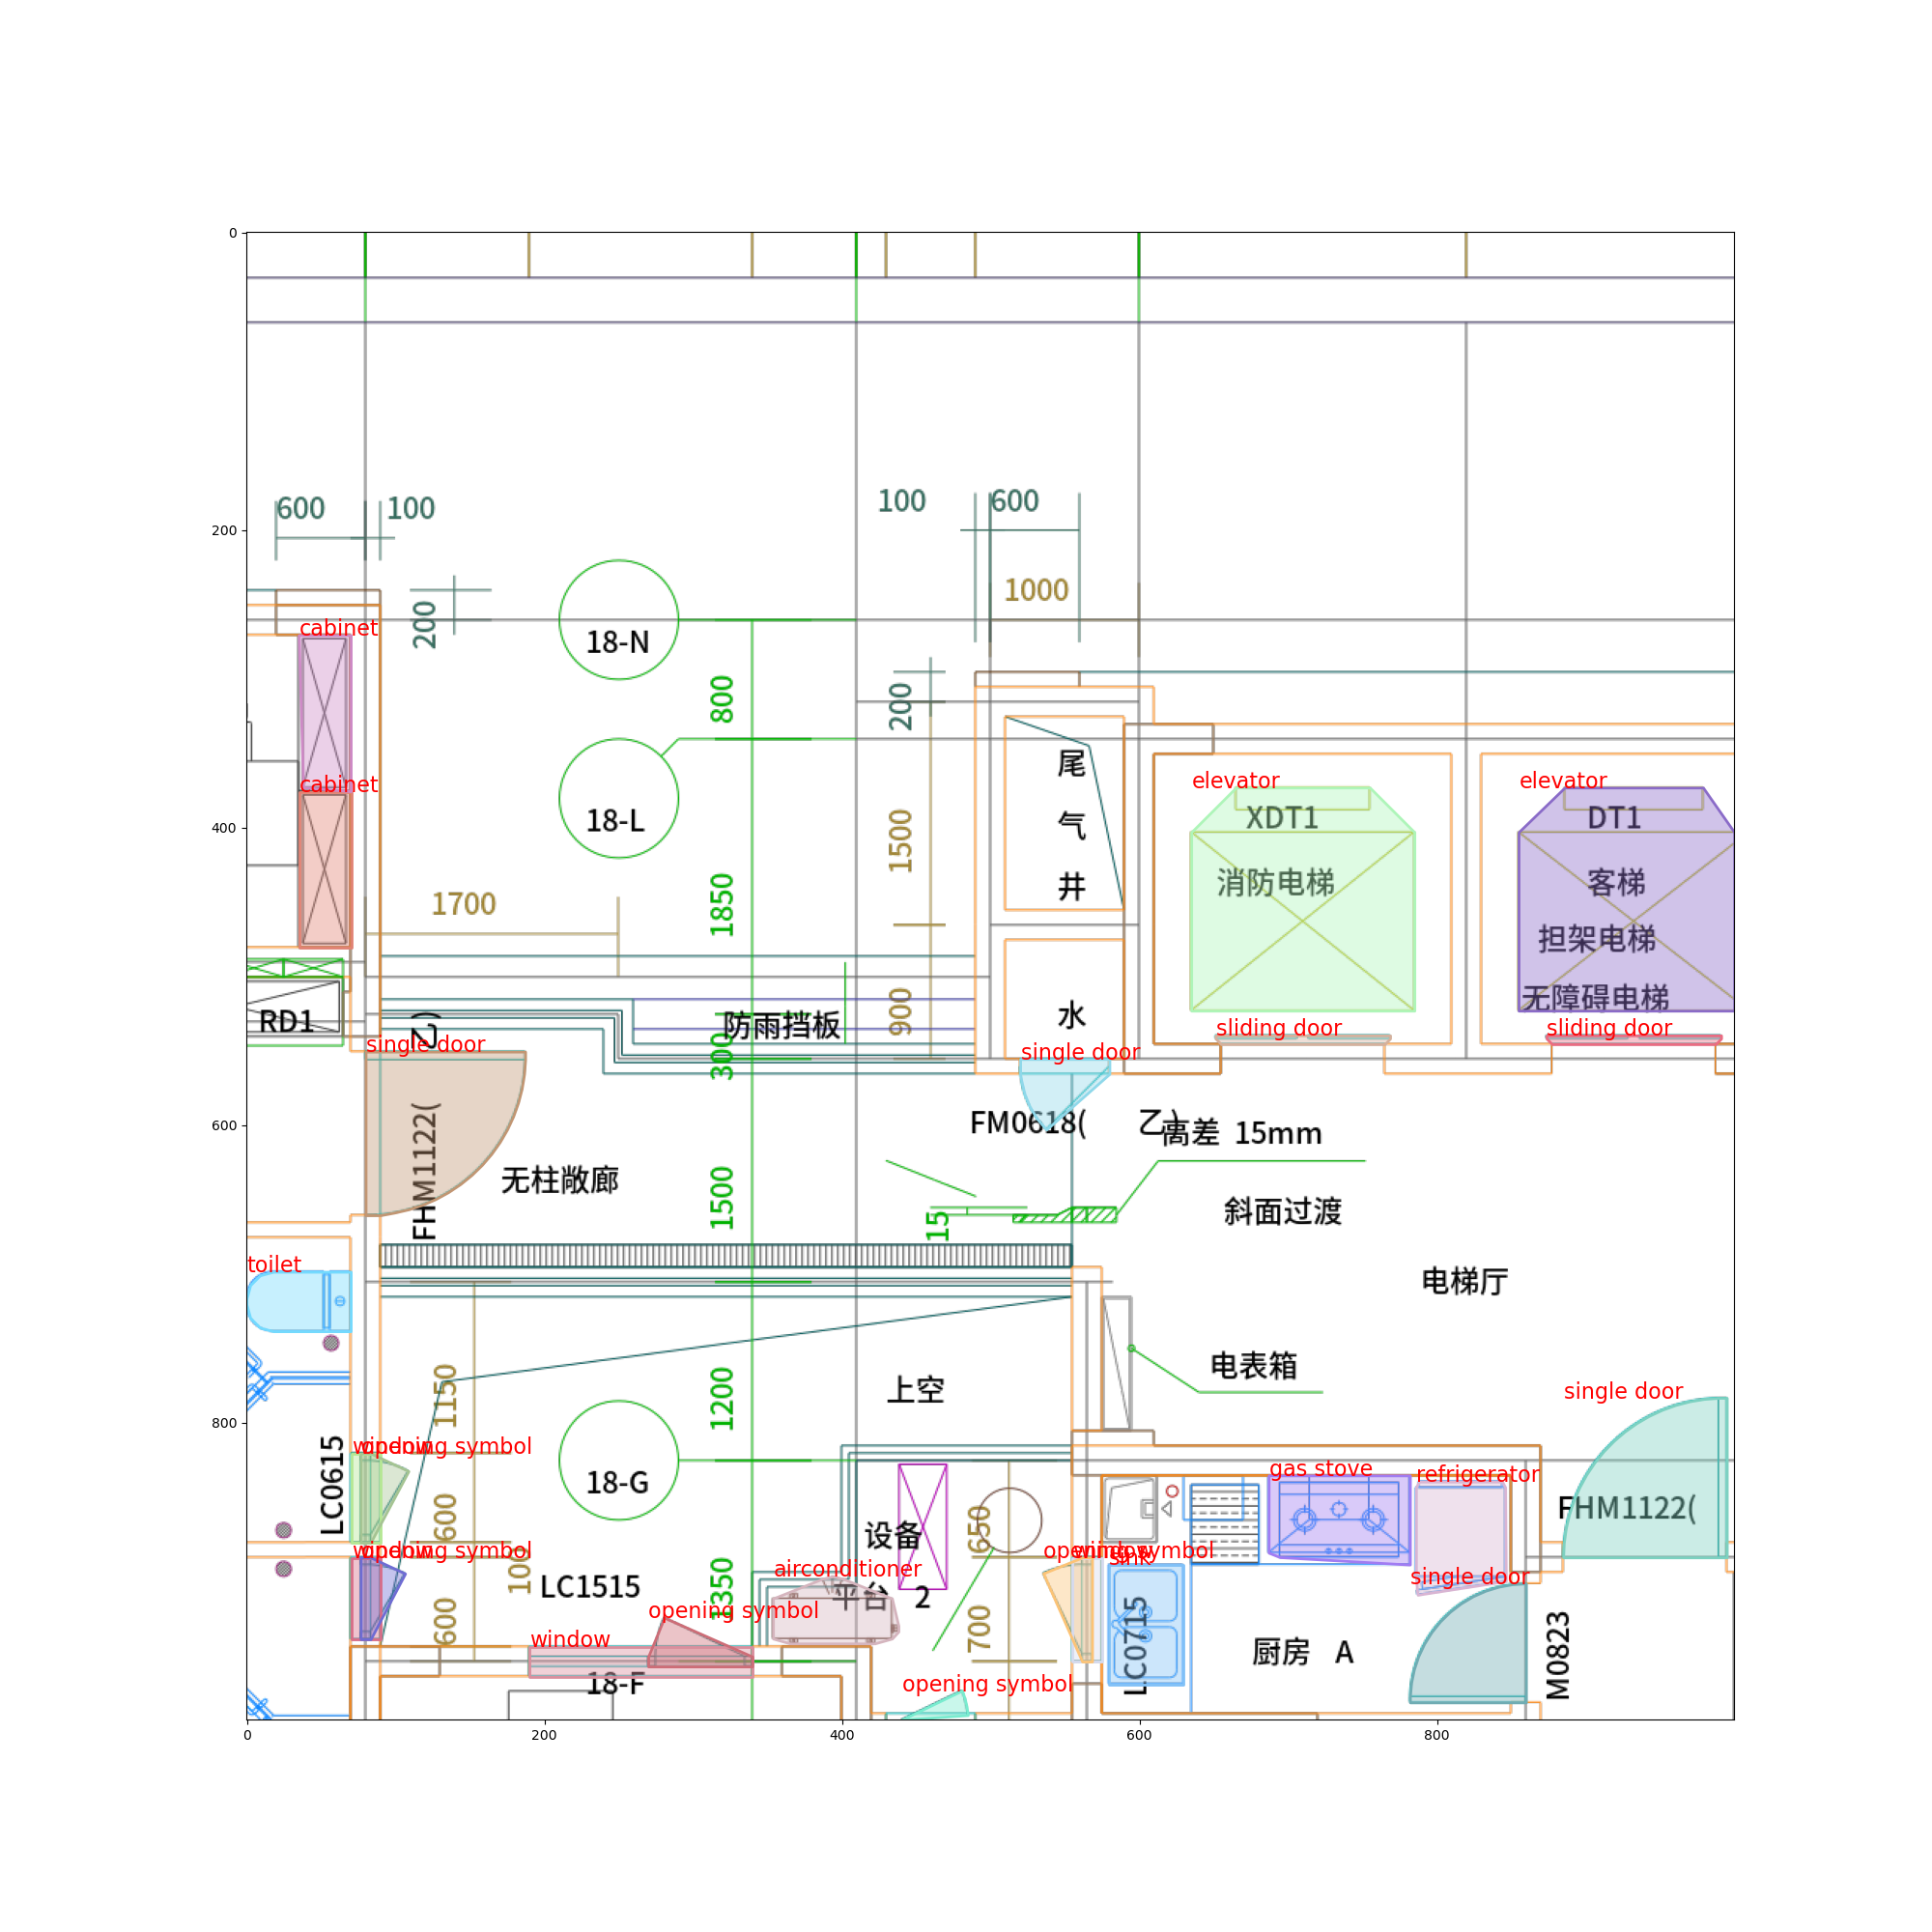 0
200
400
600
800
0
200
400
600
800
600
100
100
600
1000
200
18-N
cabinet
800
200
尾
气
井
18-L
cabinet
elevator
XDT1
消防电梯
elevator
DT1
客梯
担架电梯
无障碍电梯
1500
1700
1850
900
水
RD1
防雨挡板
300
sliding door
sliding door
single door
single door
FHM1122(
乙)
FM0618(
乙)
高差 15mm
无柱敞廊
1500
15
斜面过渡
toilet
电梯厅
电表箱
1150
1200
上空
single door
LC0615
window
opening symbol
18-G
600
设备
650
gas stove
refrigerator
FHM1122(
window
opening symbol
100
LC1515
1350
airconditioner
平台 2
opening symbol
window
sink
single door
600
opening symbol
window
700
LC0715
厨房 A
M0823
18-F
opening symbol